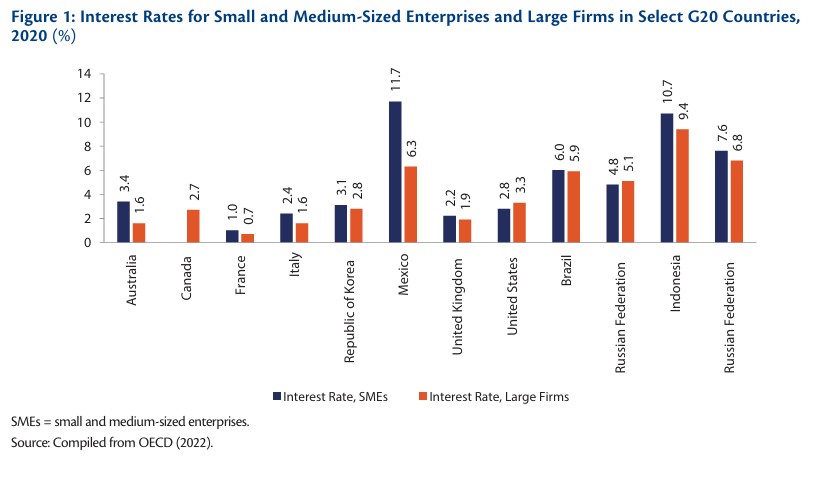 Figure 1: Interest Rates for Small and Medium-Sized Enterprises and Large Firms in Select G20 Countries,
2020 (%)
14
12
10
8
6
4
2
0
3.4
1.6
2.7
1.0
0.7
2.4
1.6
3.1
2.8
11.7
6.3
2.2
1.9
2.8
3.3
6.0
5.9
4.8
5.1
10.7
9.4
7.6
6.8
Australia
Canada
France
Italy
Republic of Korea
Mexico
United Kingdom
United States
Brazil
Russian Federation
Indonesia
Russian Federation
Interest Rate, SMEs
Interest Rate, Large Firms
SMEs = small and medium-sized enterprises.
Source: Compiled from OECD (2022).